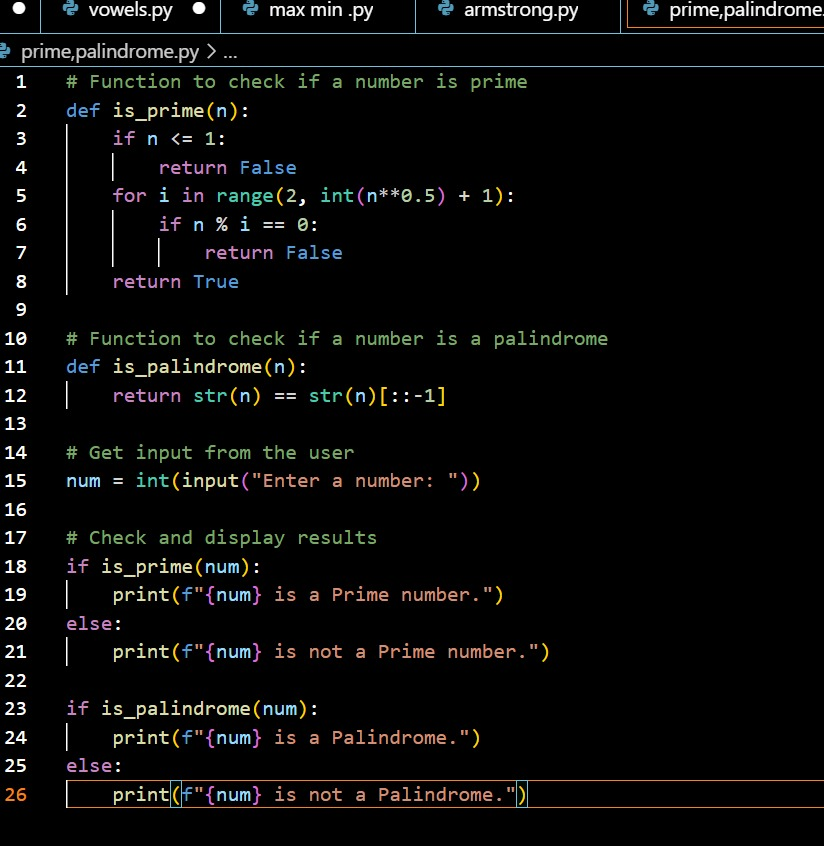 vowels.py
max min .py
armstrong.py
prime,palindrome.
prime,palindrome.py > ...
1 # Function to check if a number is prime
2 def is_prime(n):
3     if n <= 1:
4         return False
5     for i in range(2, int(n**0.5) + 1):
6         if n % i == 0:
7             return False
8     return True
9
10 # Function to check if a number is a palindrome
11 def is_palindrome(n):
12     return str(n) == str(n)[::-1]
13
14 # Get input from the user
15 num = int(input("Enter a number: "))
16
17 # Check and display results
18 if is_prime(num):
19     print(f"{num} is a Prime number.")
20 else:
21     print(f"{num} is not a Prime number.")
22
23 if is_palindrome(num):
24     print(f"{num} is a Palindrome.")
25 else:
26     print(f"{num} is not a Palindrome.")